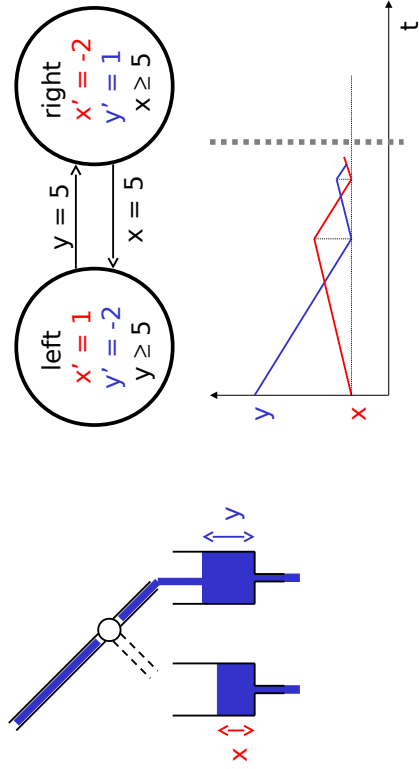 left
x' = 1
y' = -2
y ≥ 5
y = 5
x = 5
right
x' = -2
y' = 1
x ≥ 5
x
y
y
x
t